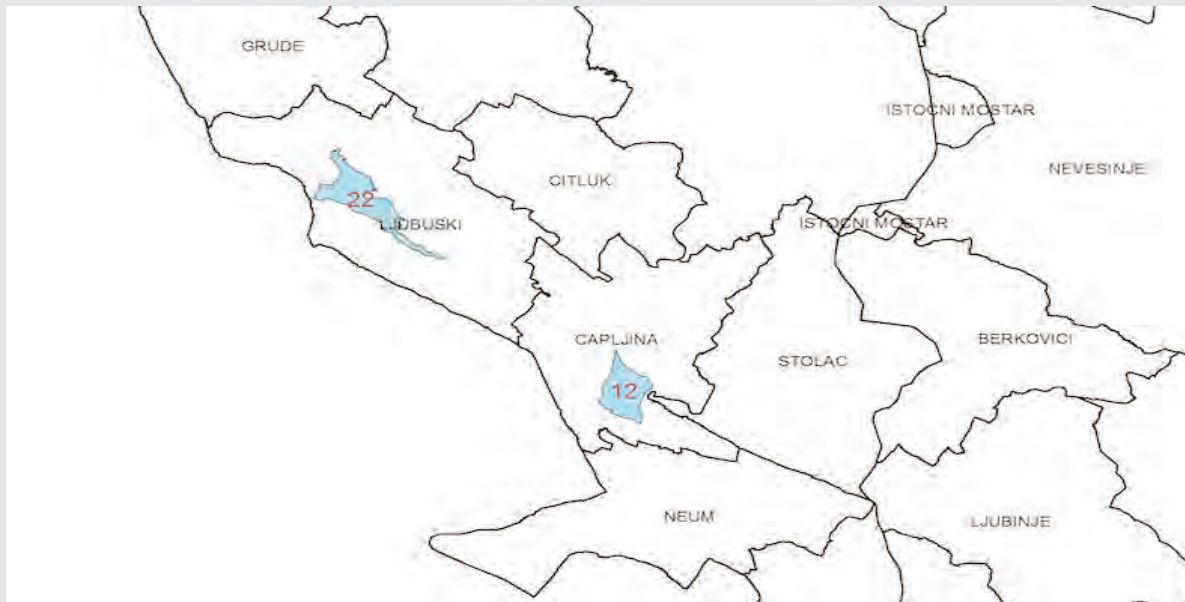 GRUDE
ISTOCNI MOSTAR
NEVESINJE
CITLUK
22
LJUBUSKI
ISTOCNI MOSTAR
CAPLJINA
BERKOVICI
STOLAC
12
NEUM
LJUBINJE